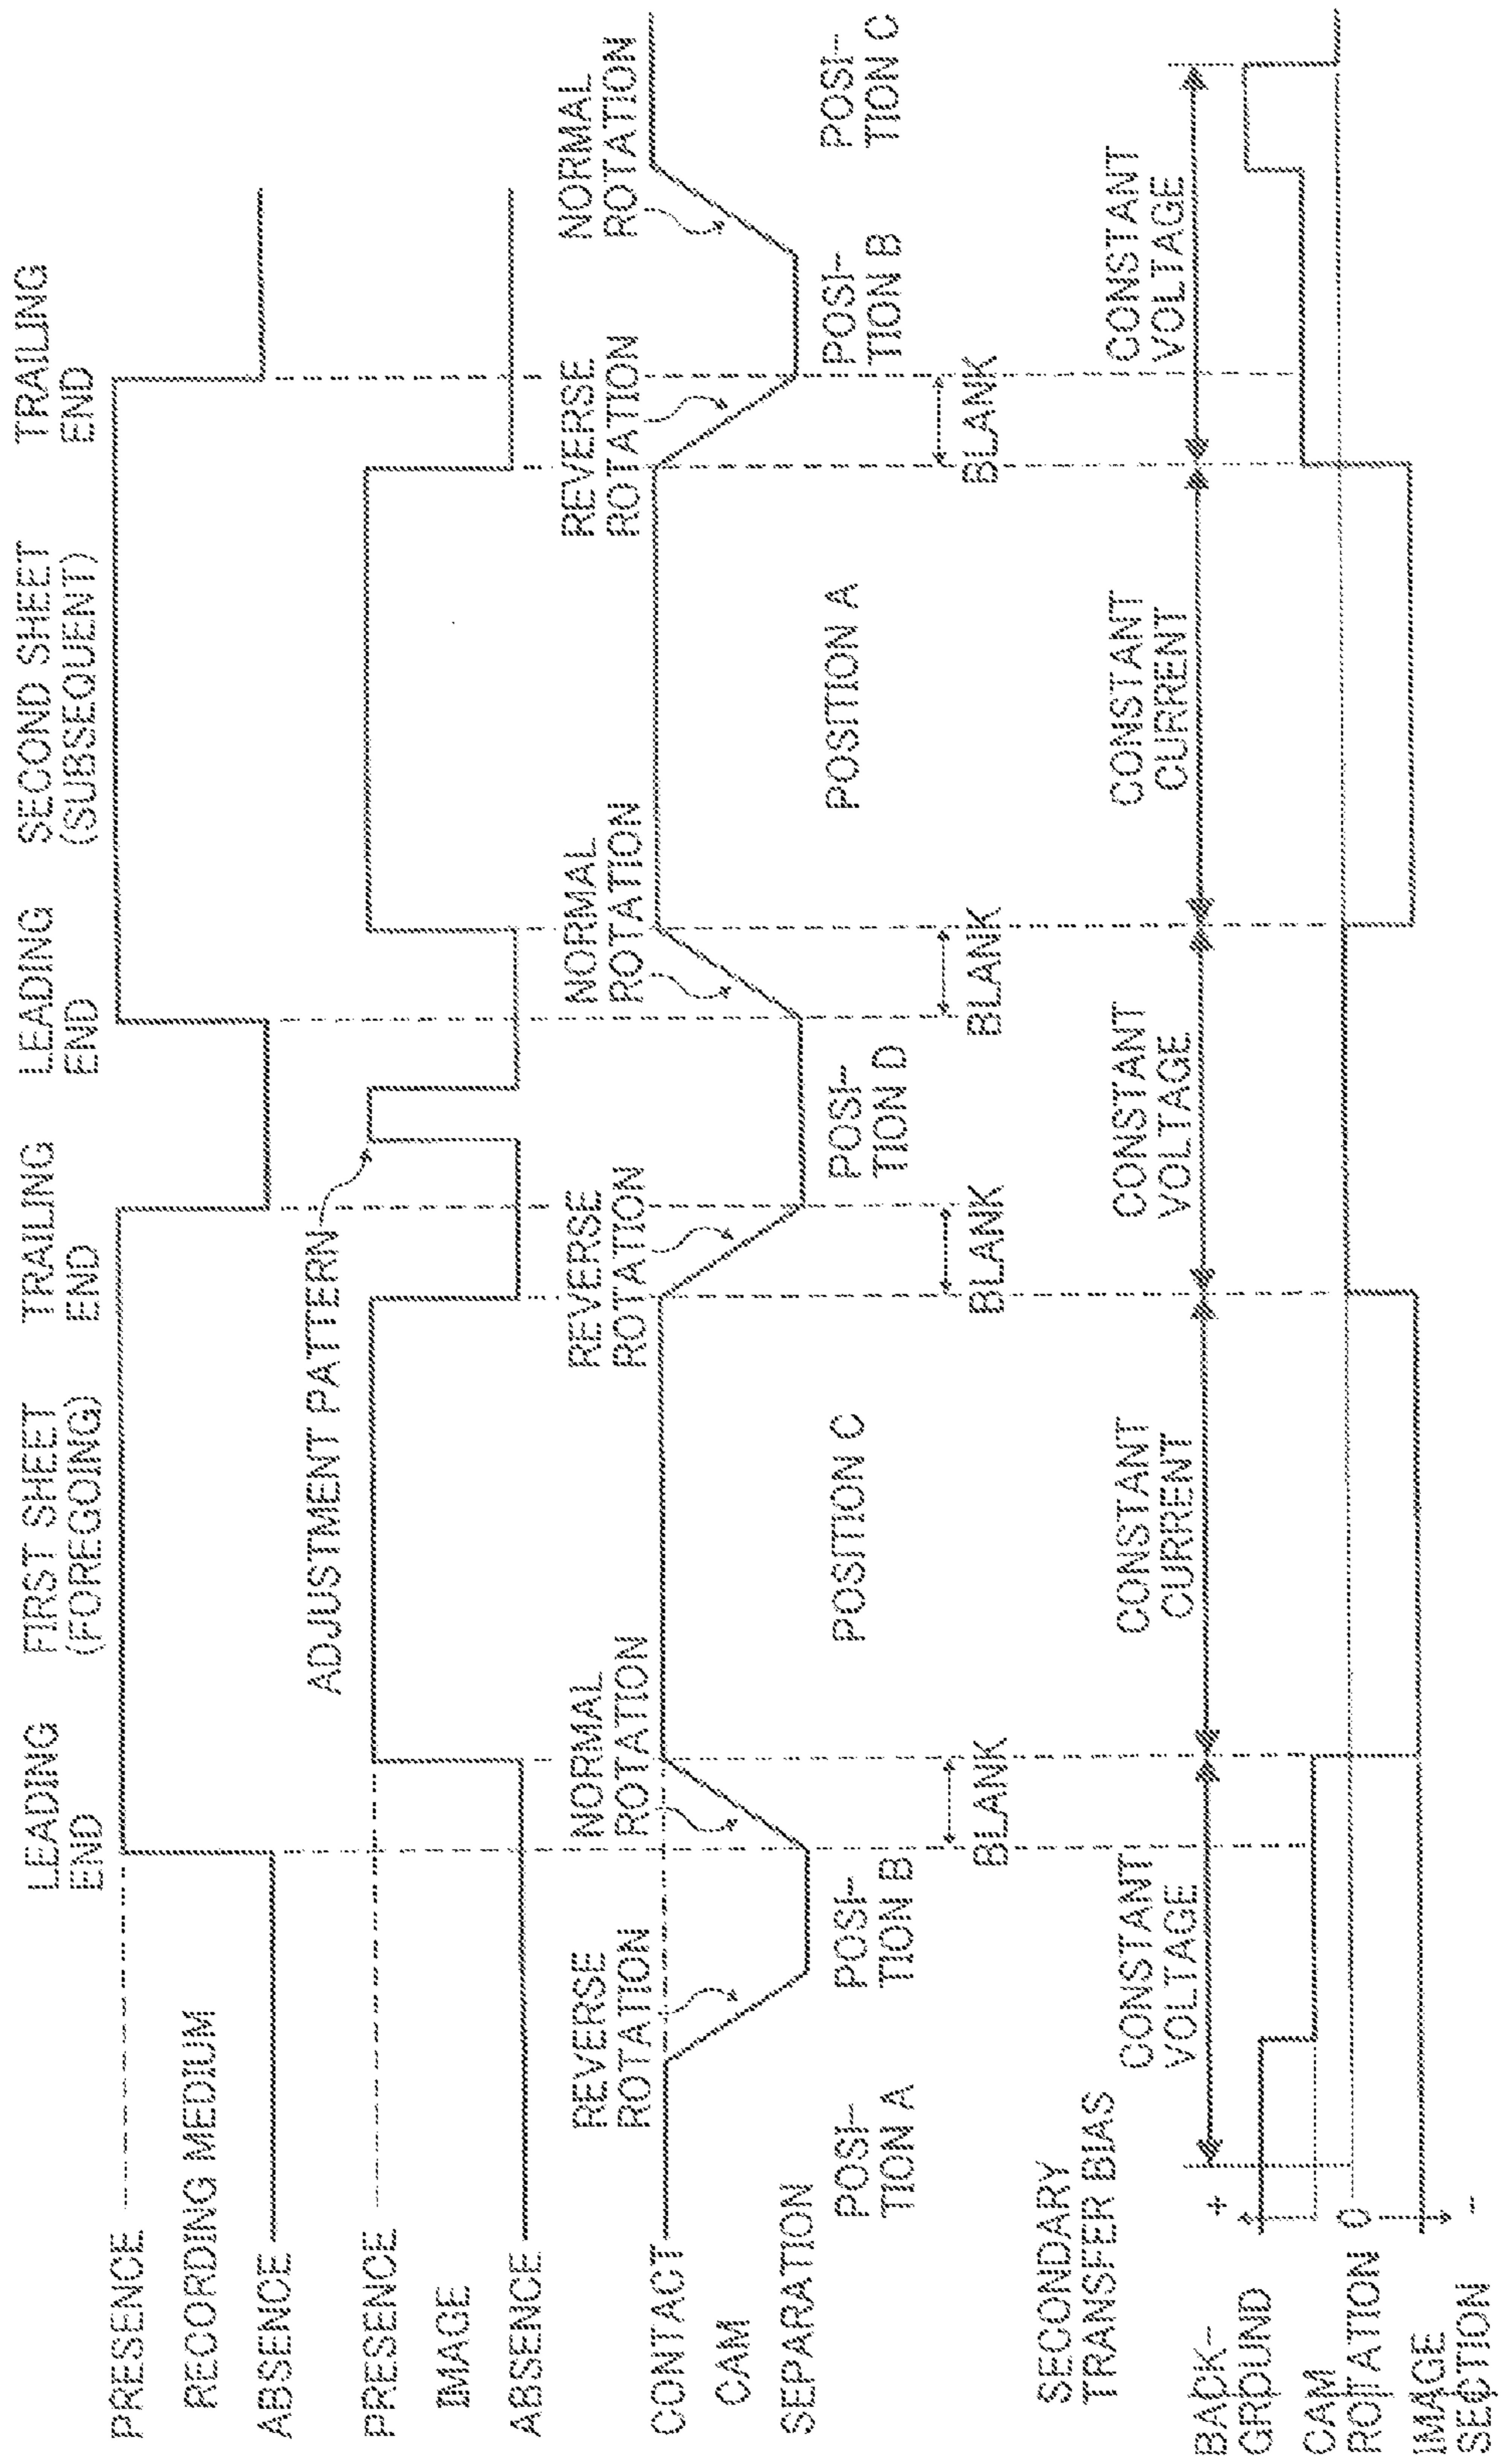 LEADING
END
FIRST SHEET
(FOREGOING)
TRAILING
END
LEADING
END
SECOND SHEET
(SUBSEQUENT)
TRAILING
END
PRESENCE
RECORDING MEDIUM
ABSENCE
ADJUSTMENT PATTERN
PRESENCE
IMAGE
ABSENCE
REVERSE
ROTATION
NORMAL
ROTATION
REVERSE
ROTATION
NORMAL
ROTATION
REVERSE
ROTATION
NORMAL
ROTATION
CONTACT
CAM
SEPARATION
POSI-
TION A
POSI-
TION B
POSITION C
POSI-
TION D
POSITION A
POSI-
TION B
POSI-
TION C
BLANK
BLANK
BLANK
BLANK
SECONDARY
TRANSFER BIAS
CONSTANT
VOLTAGE
CONSTANT
CURRENT
CONSTANT
VOLTAGE
CONSTANT
CURRENT
CONSTANT
VOLTAGE
BACK-
GROUND
+
CAM
ROTATION 0
IMAGE
SECTION
-